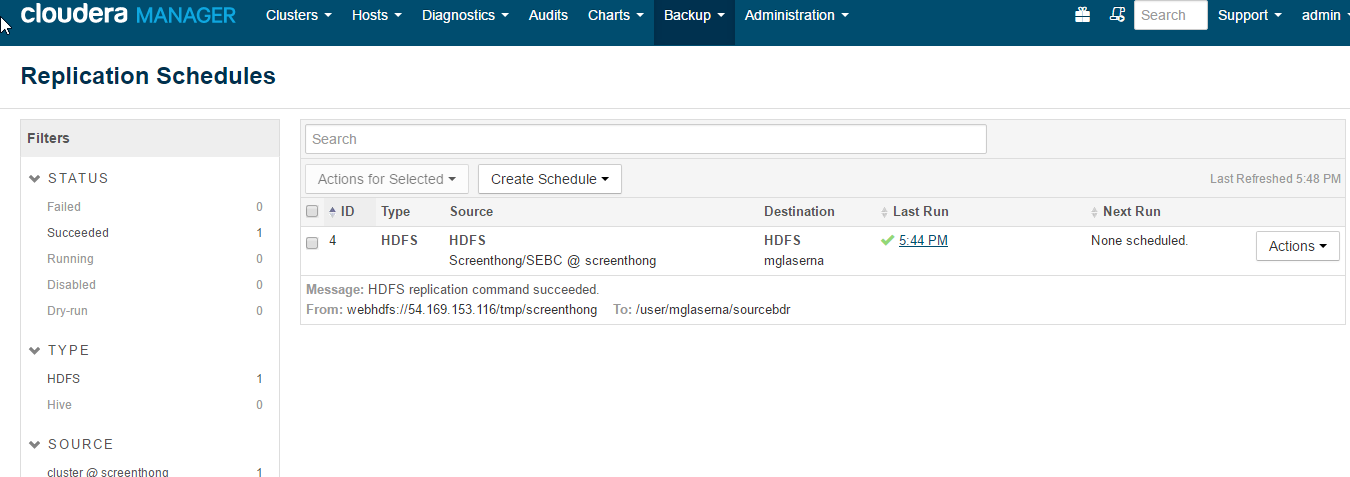 cloudera MANAGER Clusters Hosts Diagnostics Audits Charts Backup Administration Search Support admin
Replication Schedules
Filters
STATUS
Failed 0
Succeeded 1
Running 0
Disabled 0
Dry-run 0
TYPE
HDFS 1
Hive 0
SOURCE
cluster @ screenthong 1
Search
Actions for Selected Create Schedule Last Refreshed 5:48 PM
ID Type Source Destination Last Run Next Run
4 HDFS HDFS HDFS 5:44 PM None scheduled. Actions
Screenthong/SEBC @ screenthong mglaserna
Message: HDFS replication command succeeded.
From: webhdfs://54.169.153.116/tmp/screenthong To: /user/mglaserna/sourcebdr